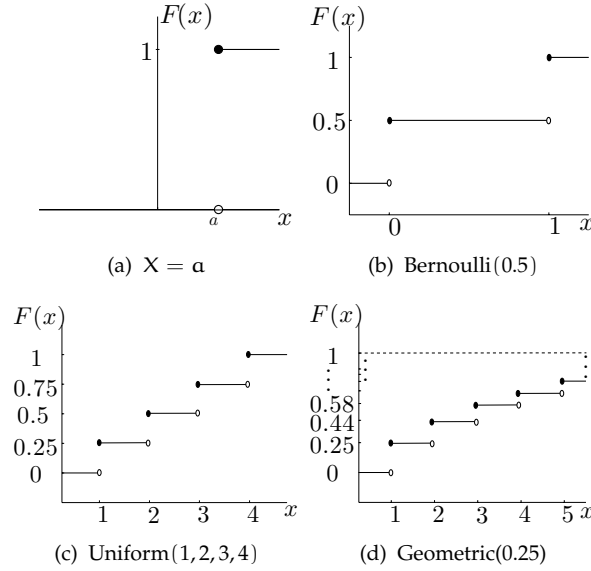 F(x)
1
a
x
(a) X = a
F(x)
1
0.5
0
0
1
x
(b) Bernoulli(0.5)
F(x)
1
0.75
0.5
0.25
0
1 2 3 4 x
(c) Uniform(1, 2, 3, 4)
F(x)
1
0.58
0.44
0.25
0
1 2 3 4 5 x
(d) Geometric(0.25)